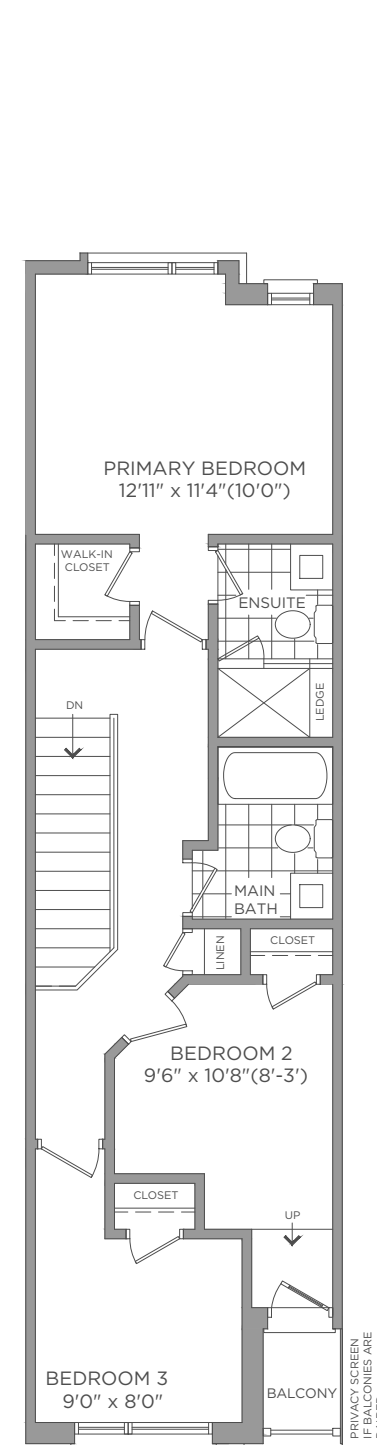 PRIMARY BEDROOM
12'11" x 11'4"(10'0")
WALK-IN
CLOSET
ENSUITE
LEDGE
DN
MAIN
BATH
LINEN
CLOSET
BEDROOM 2
9'6" x 10'8"(8'-3')
CLOSET
UP
BEDROOM 3
9'0" x 8'0"
BALCONY
PRIVACY SCREEN
IF BALCONIES ARE